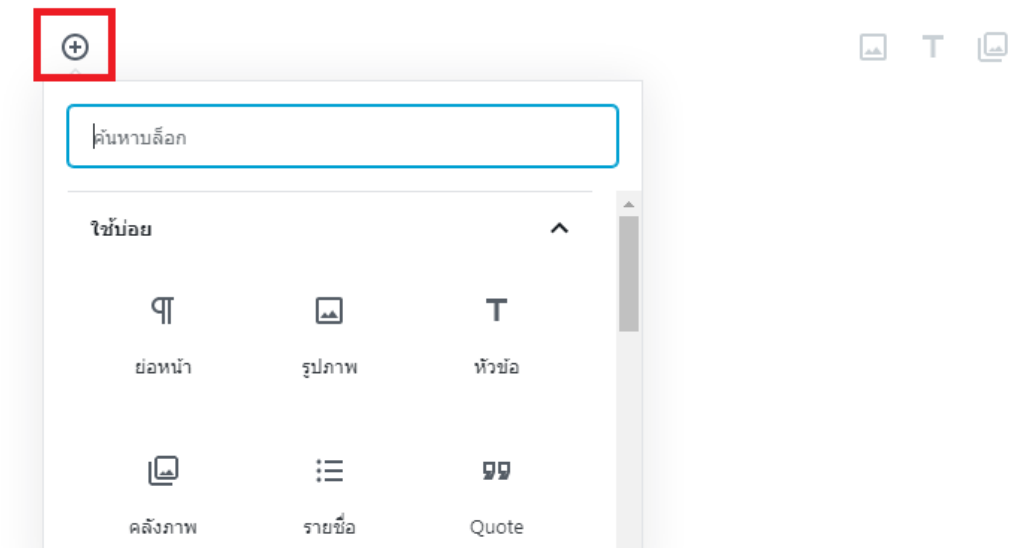 ค้นหาบล็อก
ใช้บ่อย
ย่อหน้า
รูปภาพ
หัวข้อ
คลังภาพ
รายชื่อ
Quote